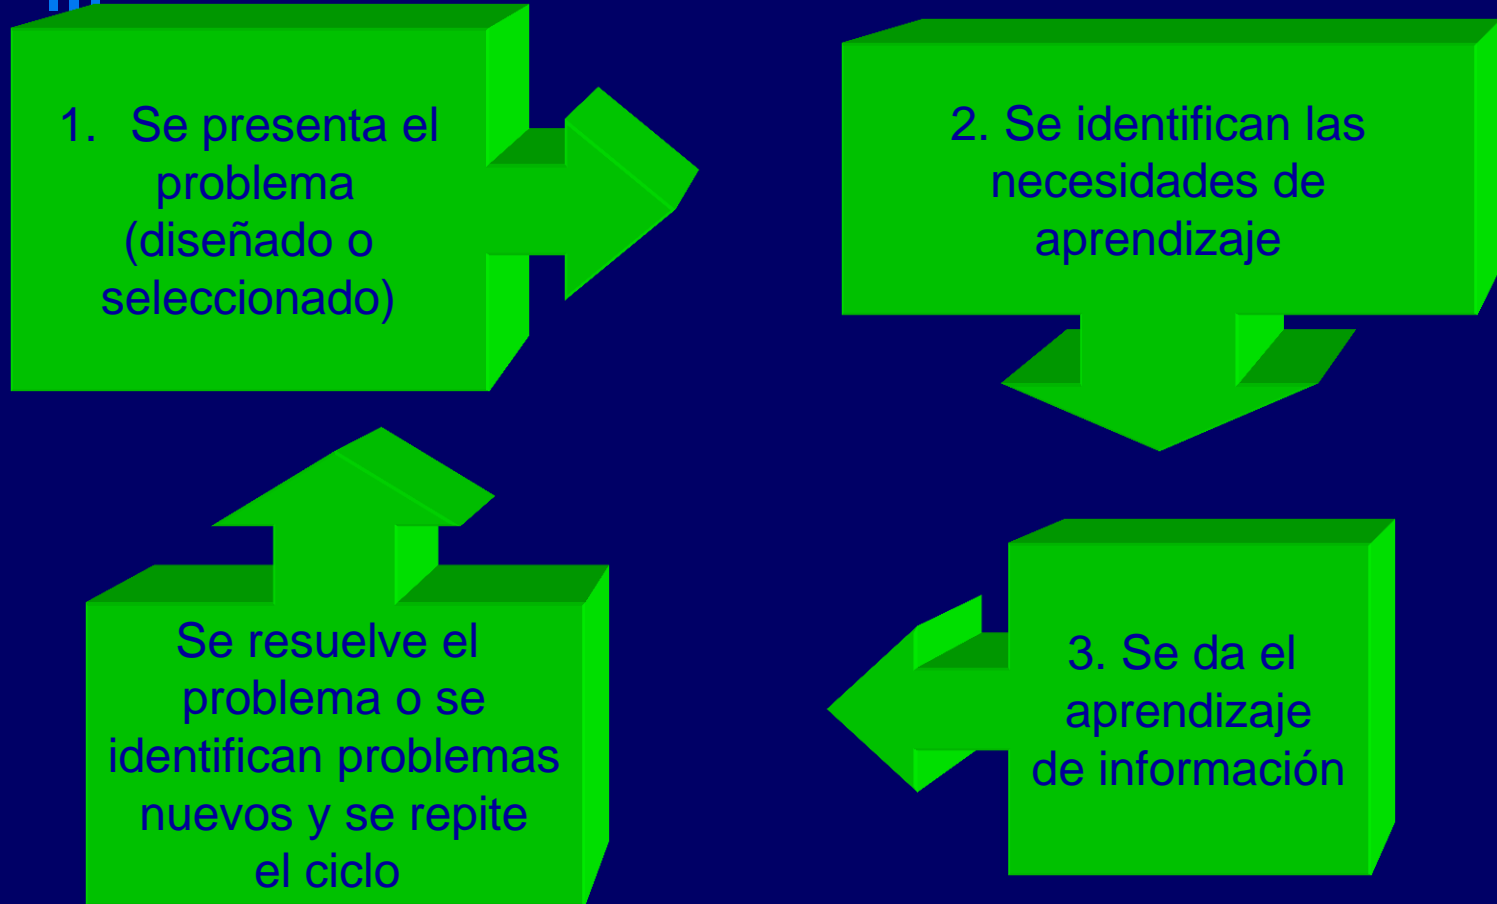 1. Se presenta el
problema
(diseñado o
seleccionado)
2. Se identifican las
necesidades de
aprendizaje
3. Se da el
aprendizaje
de información
Se resuelve el
problema o se
identifican problemas
nuevos y se repite
el ciclo